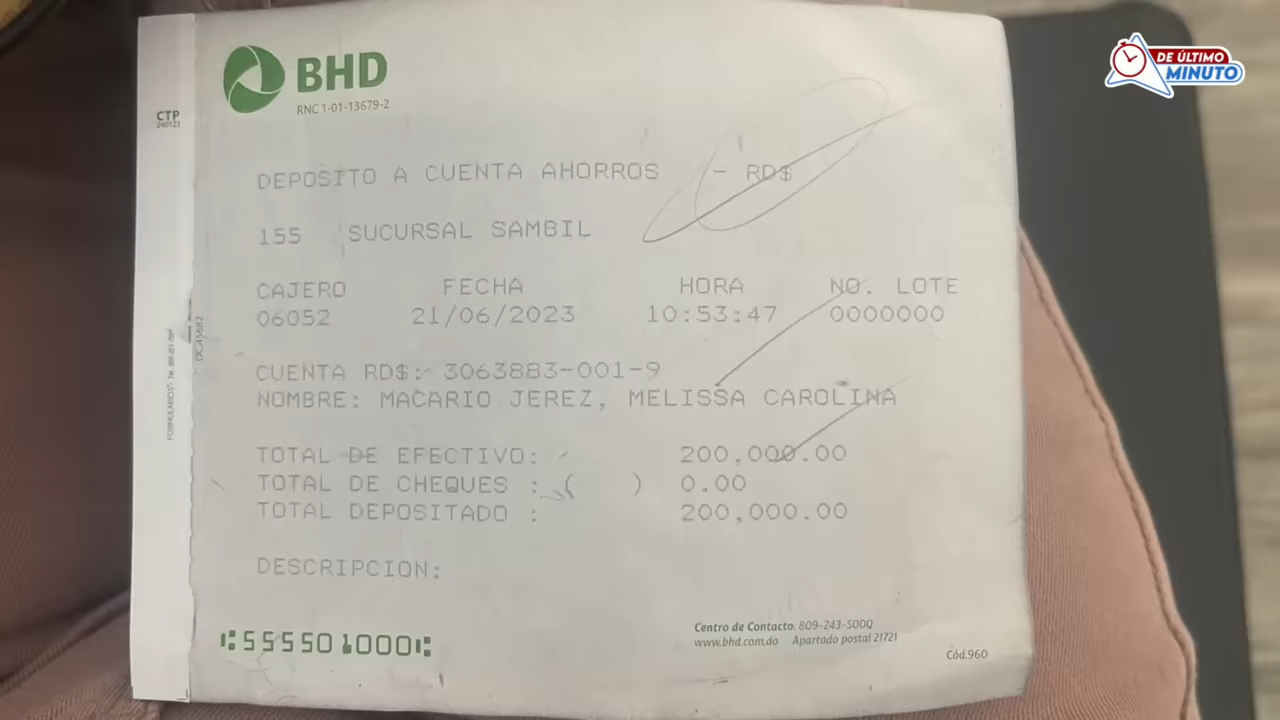 DE ÚLTIMO
MINUTO
BHD
RNC 1-01-13679-2
CTP
DEPOSITO A CUENTA AHORROS - RD$
155 SUCURSAL SAMBIL
CAJERO FECHA HORA NO. LOTE
06052 21/06/2023 10:53:47 0000000
CUENTA RD$: 3063883-001-9
NOMBRE: MACARIO JEREZ, MELISSA CAROLINA
TOTAL DE EFECTIVO: 200,000.00
TOTAL DE CHEQUES : ( ) 0.00
TOTAL DEPOSITADO : 200,000.00
DESCRIPCION:
555501000
Centro de Contacto: 809-243-5000
www.bhd.com.do Apartado postal 21721
Cód.960